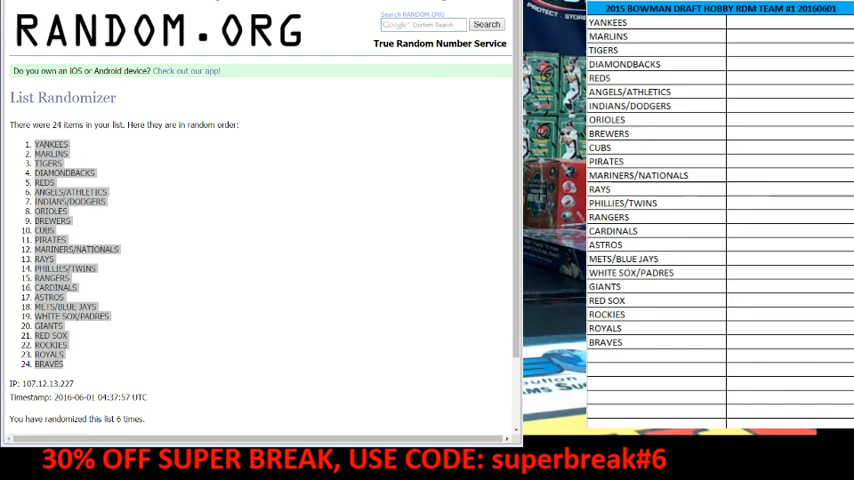 RANDOM.ORG
Search RANDOM.ORG
Google Custom Search
Search
True Random Number Service
Do you own an iOS or Android device? Check out our app!
List Randomizer
There were 24 items in your list. Here they are in random order:
1. YANKEES
2. MARLINS
3. TIGERS
4. DIAMONDBACKS
5. REDS
6. ANGELS/ATHLETICS
7. INDIANS/DODGERS
8. ORIOLES
9. BREWERS
10. CUBS
11. PIRATES
12. MARINERS/NATIONALS
13. RAYS
14. PHILLIES/TWINS
15. RANGERS
16. CARDINALS
17. ASTROS
18. METS/BLUE JAYS
19. WHITE SOX/PADRES
20. GIANTS
21. RED SOX
22. ROCKIES
23. ROYALS
24. BRAVES
IP: 107.12.13.227
Timestamp: 2016-06-01 04:37:57 UTC
You have randomized this list 6 times.
PROTECT · STORE
2015 BOWMAN DRAFT HOBBY RDM TEAM #1 20160601
YANKEES
MARLINS
TIGERS
DIAMONDBACKS
REDS
ANGELS/ATHLETICS
INDIANS/DODGERS
ORIOLES
BREWERS
CUBS
PIRATES
MARINERS/NATIONALS
RAYS
PHILLIES/TWINS
RANGERS
CARDINALS
ASTROS
METS/BLUE JAYS
WHITE SOX/PADRES
GIANTS
RED SOX
ROCKIES
ROYALS
BRAVES
30% OFF SUPER BREAK, USE CODE: superbreak#6